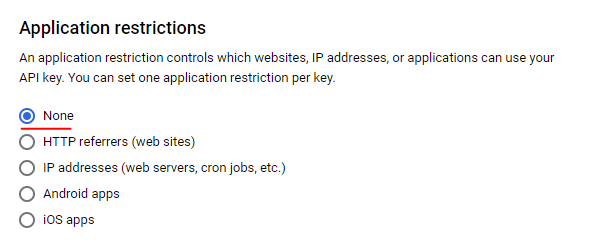 Application restrictions
An application restriction controls which websites, IP addresses, or applications can use your
API key. You can set one application restriction per key.
None
HTTP referrers (web sites)
IP addresses (web servers, cron jobs, etc.)
Android apps
iOS apps